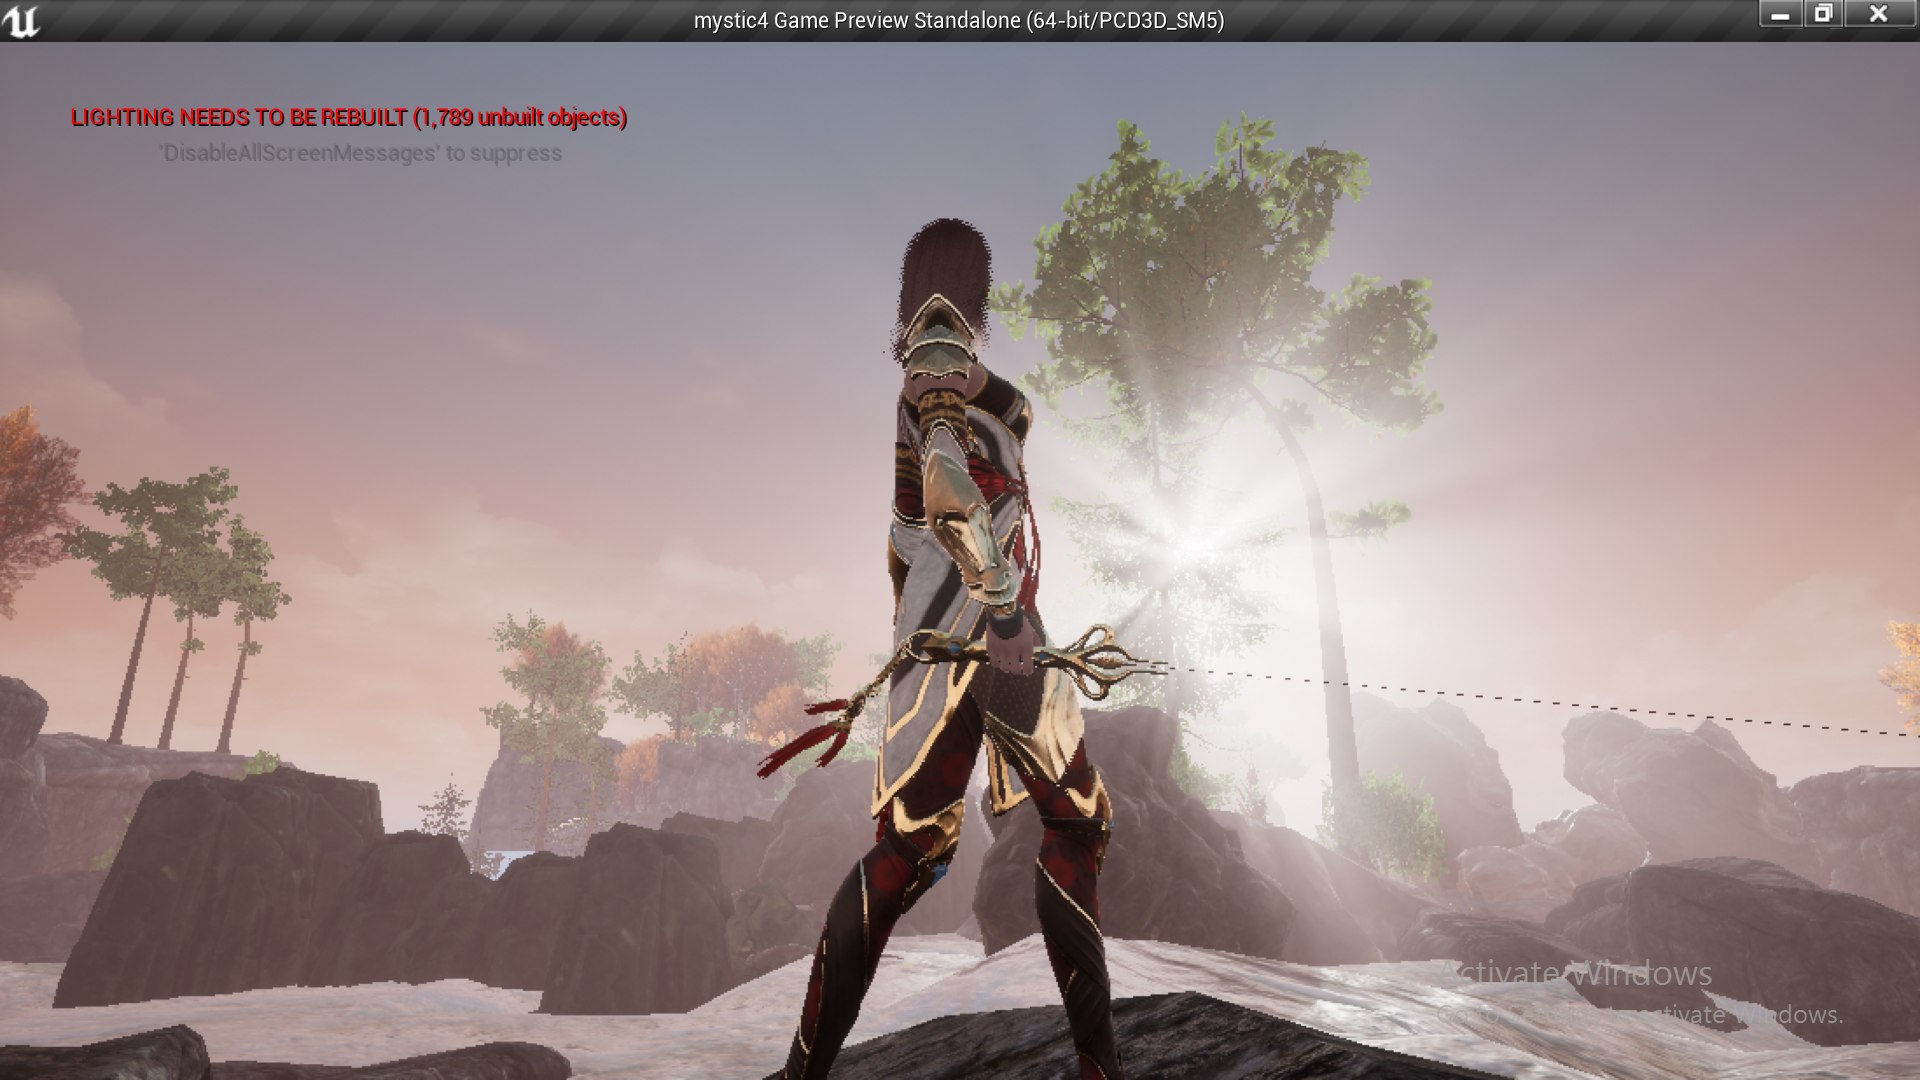 mystic4 Game Preview Standalone (64-bit/PCD3D_SM5)
LIGHTING NEEDS TO BE REBUILT (1,789 unbuilt objects)
'DisableAllScreenMessages' to suppress
Activate Windows
Windows.